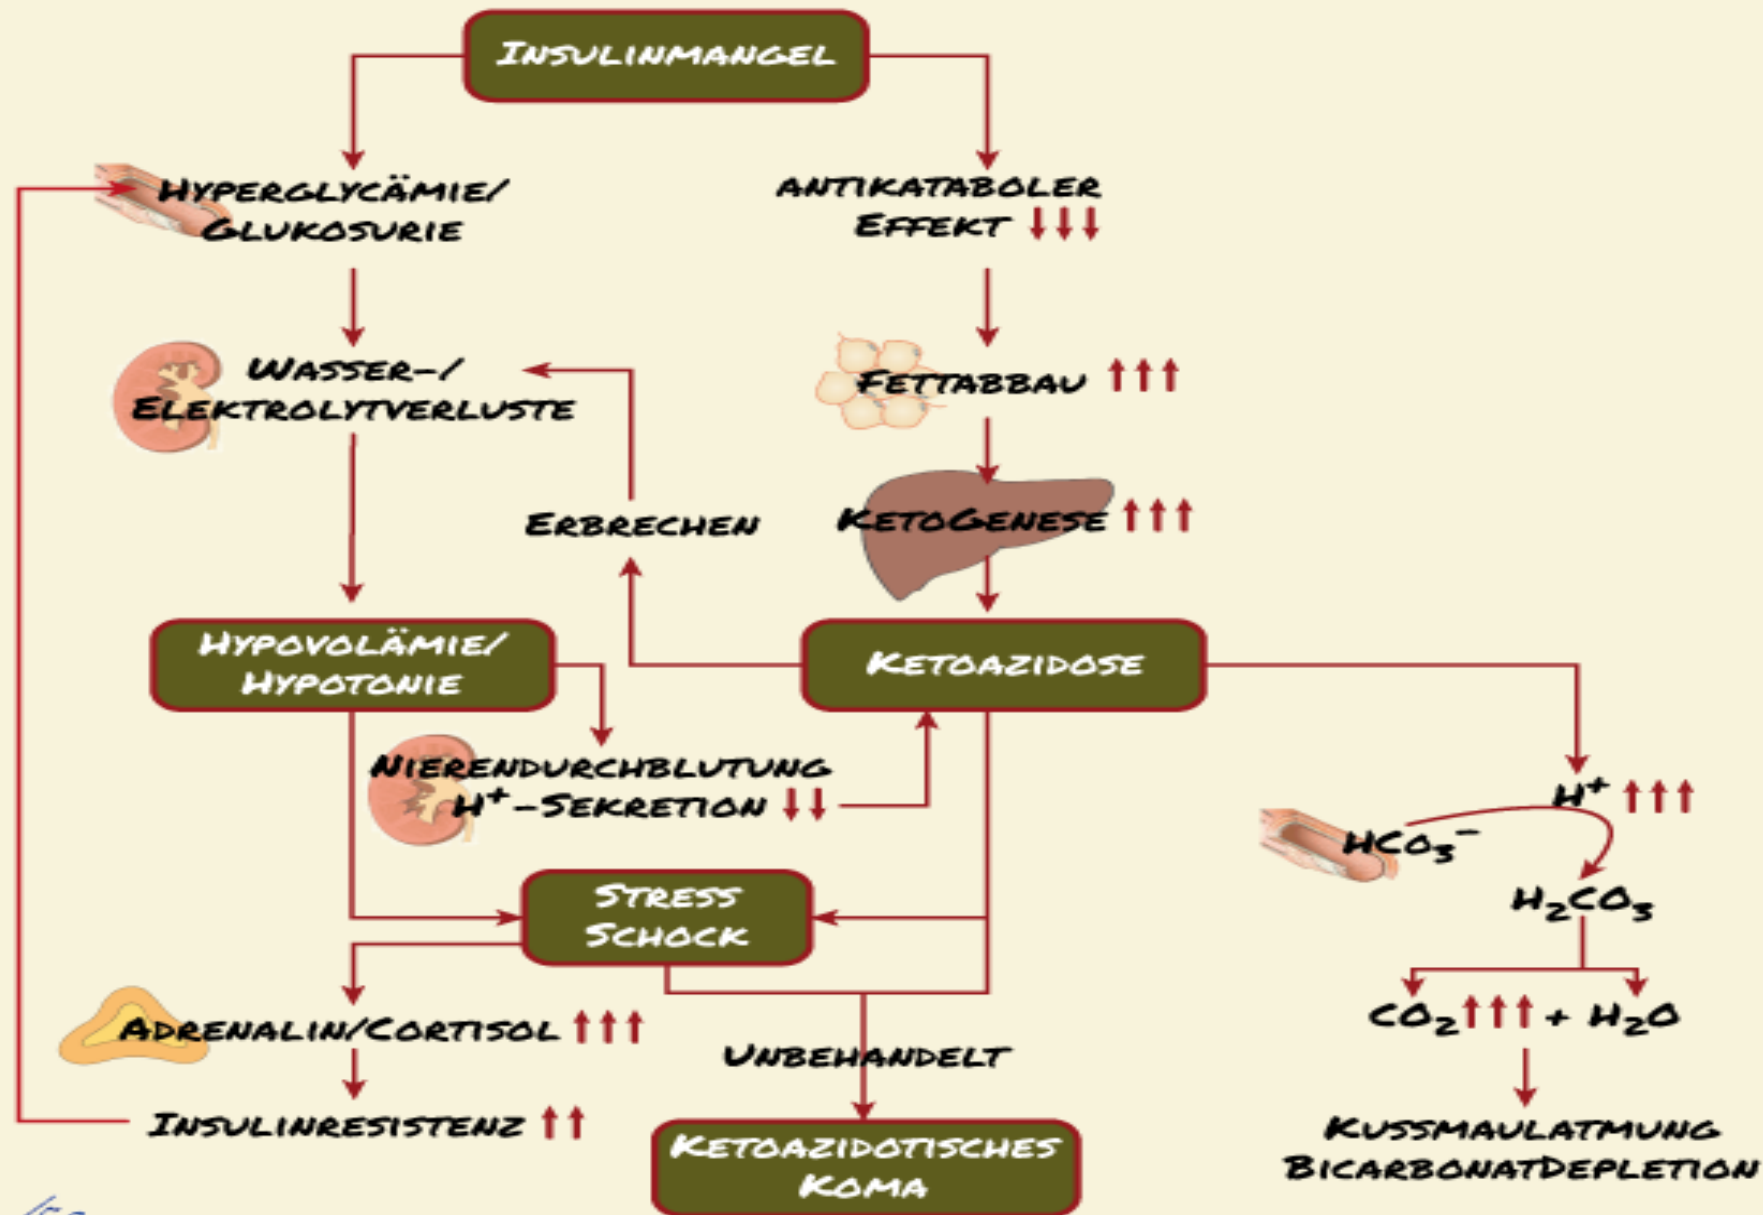 INSULINMANGEL
HYPERGLYCÄMIE/
GLUKOSURIE
ANTIKATABOLER
EFFEKT ↓↓↓
WASSER-/
ELEKTROLYTVERLUSTE
FETTABBAU ↑↑↑
ERBRECHEN
KETOGENESE ↑↑↑
HYPOVOLÄMIE/
HYPOTONIE
KETOAZIDOSE
NIERENDURCHBLUTUNG
H⁺-SEKRETION ↓↓
H⁺ ↑↑↑
HCO₃⁻
H₂CO₃
STRESS
SCHOCK
CO₂↑↑↑ + H₂O
ADRENALIN/CORTISOL ↑↑↑
UNBEHANDELT
INSULINRESISTENZ ↑↑
KUSSMAULATMUNG
BICARBONATDEPLETION
KETOAZIDOTISCHES
KOMA